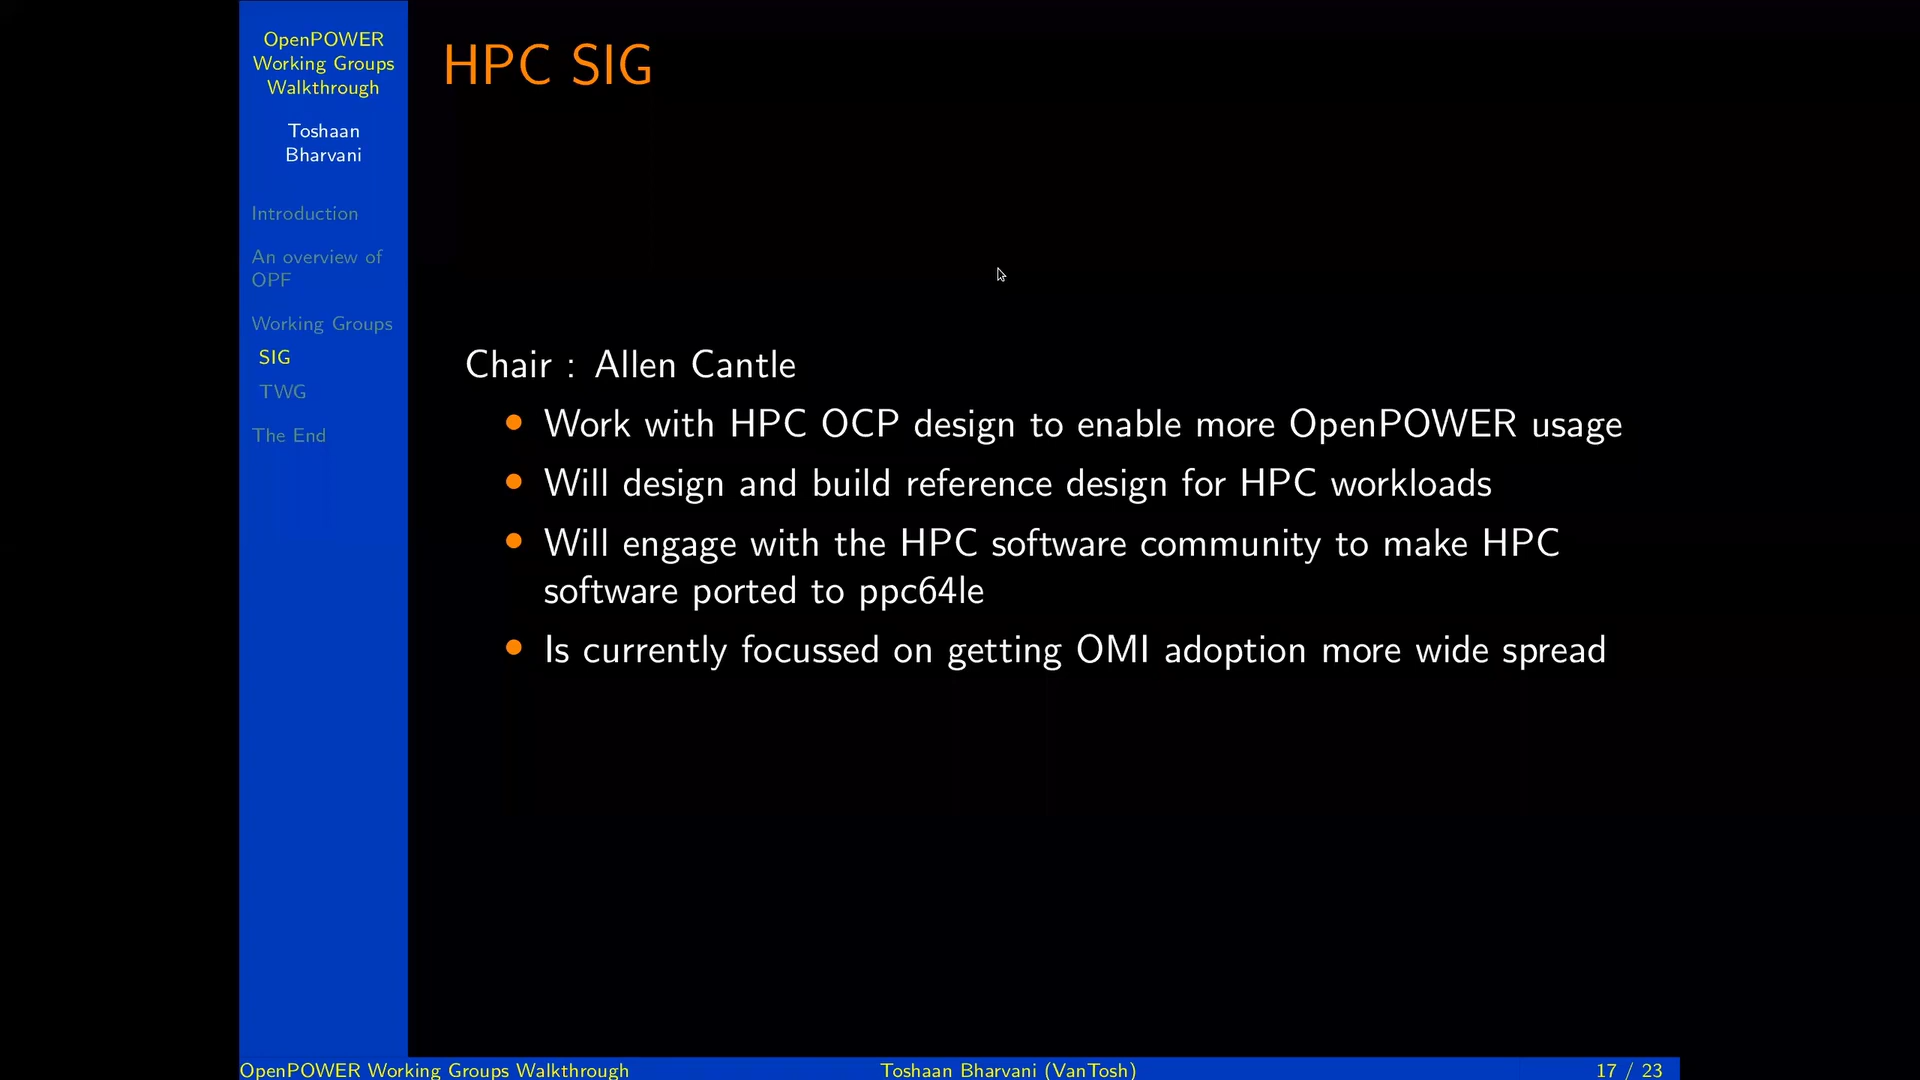 OpenPOWER
Working Groups
Walkthrough
Toshaan
Bharvani
Introduction
An overview of
OPF
Working Groups
SIG
TWG
The End
HPC SIG
Chair : Allen Cantle
Work with HPC OCP design to enable more OpenPOWER usage
Will design and build reference design for HPC workloads
Will engage with the HPC software community to make HPC
software ported to ppc64le
Is currently focussed on getting OMI adoption more wide spread
OpenPOWER Working Groups Walkthrough
Toshaan Bharvani (VanTosh)
17 / 23